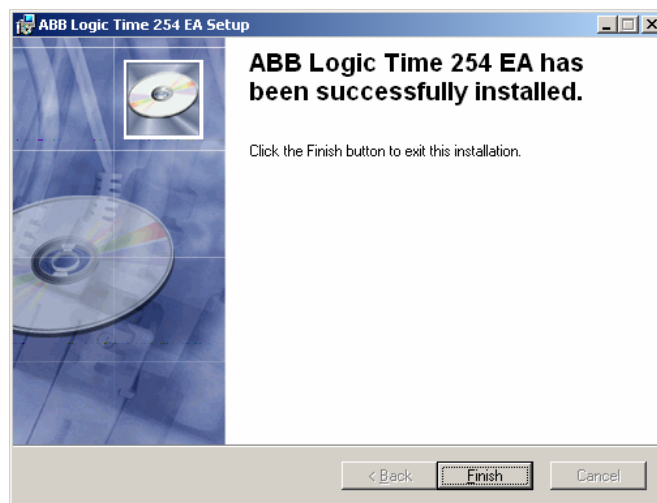 ABB Logic Time 254 EA Setup
ABB Logic Time 254 EA has
been successfully installed.
Click the Finish button to exit this installation.
< Back
Finish
Cancel